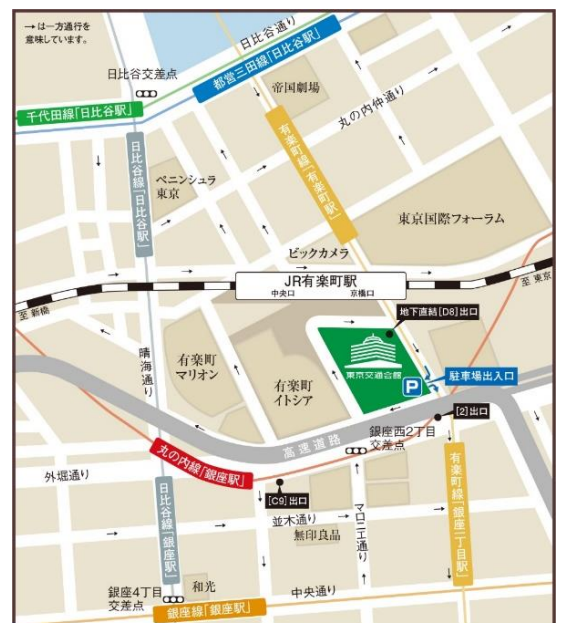 → は一方通行を
意味しています。
日比谷通り
都営三田線「日比谷駅」
日比谷交差点
千代田線「日比谷駅」
帝国劇場
丸の内仲通り
有楽町線「有楽町駅」
日比谷線「日比谷駅」
ペニンシュラ
東京
東京国際フォーラム
ビックカメラ
JR有楽町駅
中央口
京橋口
至 東京
至 新橋
地下直結[D8]出口
東京交通会館
P
駐車場出入口
晴海通り
有楽町
マリオン
有楽町
イトシア
[2]出口
高速道路
銀座西2丁目
交差点
丸の内線「銀座駅」
外堀通り
[C9]出口
並木通り
マロニエ通り
有楽町線「銀座一丁目駅」
無印良品
日比谷線「銀座駅」
和光
中央通り
銀座4丁目
交差点
銀座線「銀座駅」